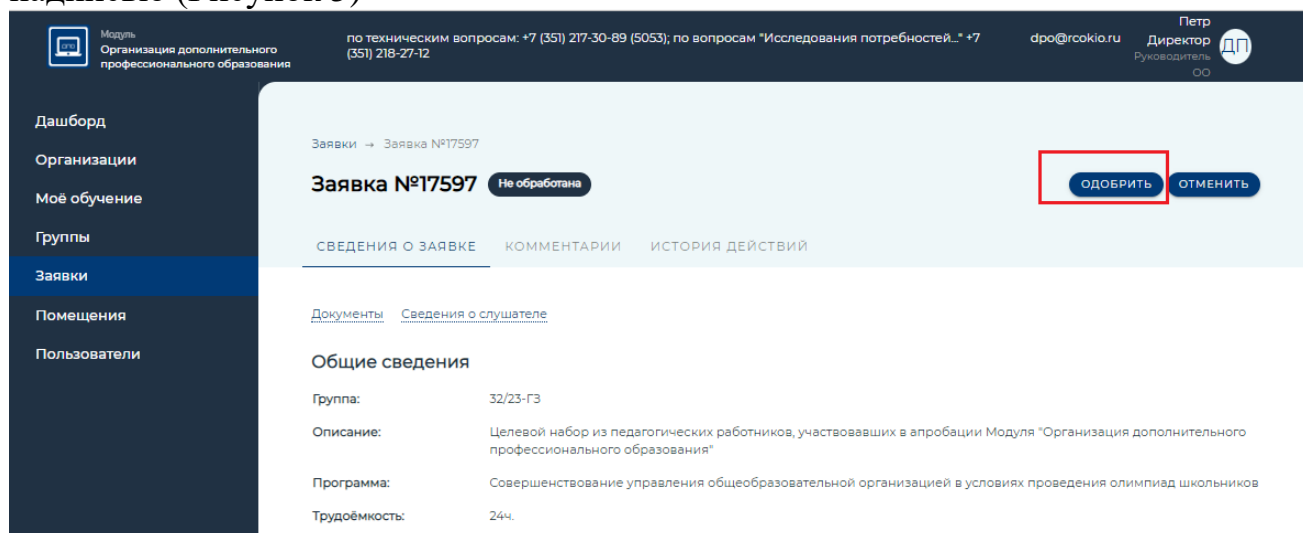 Модуль
Организация дополнительного
профессионального образования
по техническим вопросам: +7 (351) 217-30-89 (5053); по вопросам "Исследования потребностей..." +7
(351) 218-27-12
dpo@rcokio.ru
Петр
Директор
Руководитель
ОО
ДП
Дашборд
Организации
Моё обучение
Группы
Заявки
Помещения
Пользователи
Заявки → Заявка №17597
Заявка №17597 Не обработана
ОДОБРИТЬ ОТМЕНИТЬ
СВЕДЕНИЯ О ЗАЯВКЕ КОММЕНТАРИИ ИСТОРИЯ ДЕЙСТВИЙ
Документы Сведения о слушателе
Общие сведения
Группа: 32/23-ГЗ
Описание: Целевой набор из педагогических работников, участвовавших в апробации Модуля "Организация дополнительного
профессионального образования"
Программа: Совершенствование управления общеобразовательной организацией в условиях проведения олимпиад школьников
Трудоёмкость: 24ч.